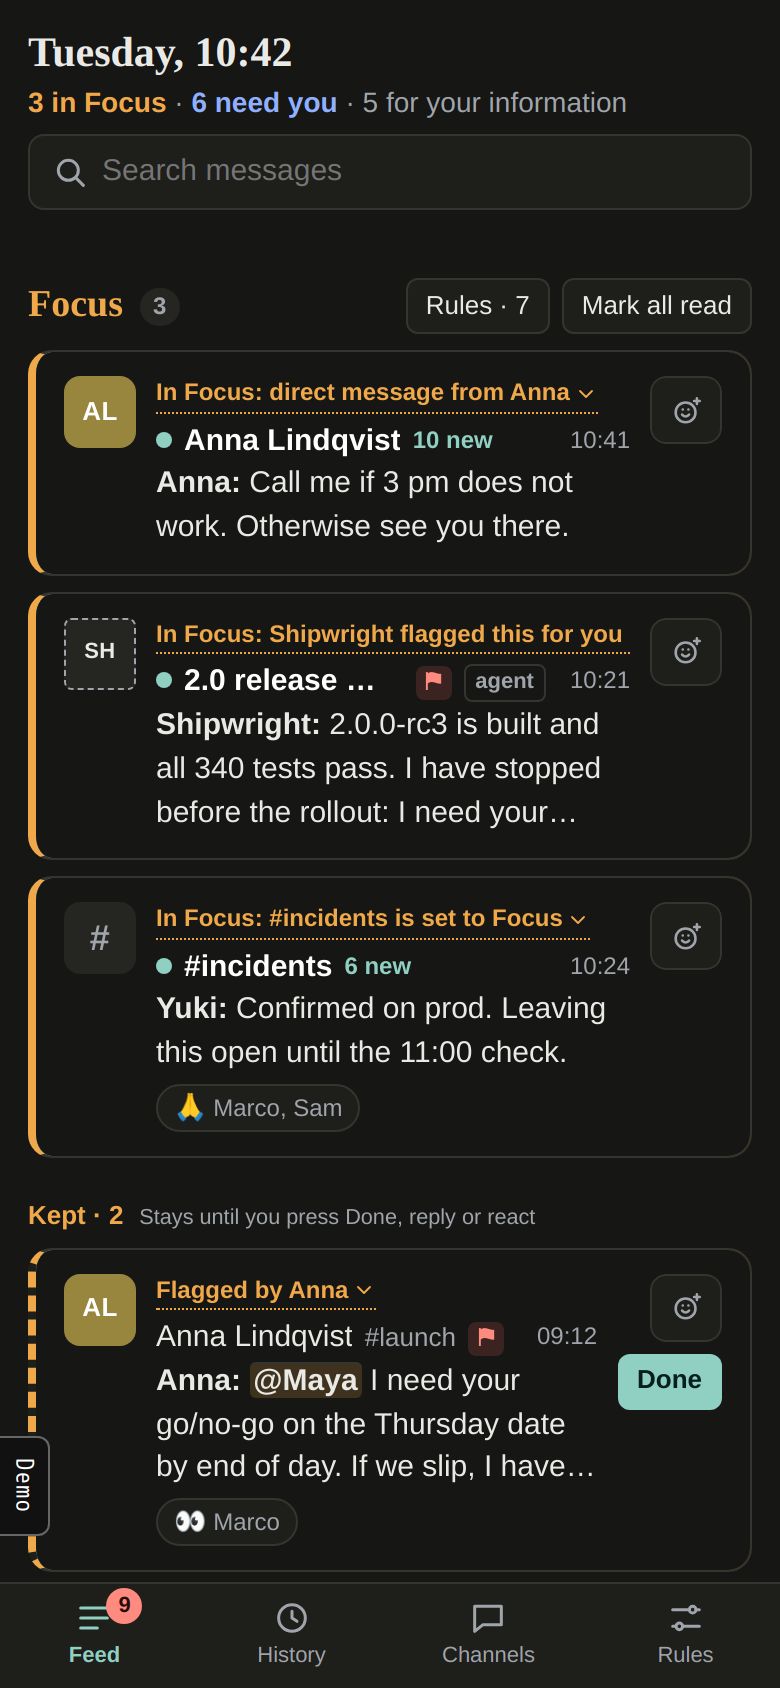 Tuesday, 10:42
3 in Focus · 6 need you · 5 for your information
Search messages
Focus 3 Rules · 7 Mark all read
AL In Focus: direct message from Anna
Anna Lindqvist 10 new 10:41
Anna: Call me if 3 pm does not
work. Otherwise see you there.
SH In Focus: Shipwright flagged this for you
2.0 release … agent 10:21
Shipwright: 2.0.0-rc3 is built and
all 340 tests pass. I have stopped
before the rollout: I need your…
# In Focus: #incidents is set to Focus
#incidents 6 new 10:24
Yuki: Confirmed on prod. Leaving
this open until the 11:00 check.
🙏 Marco, Sam
Kept · 2 Stays until you press Done, reply or react
AL Flagged by Anna
Anna Lindqvist #launch 09:12
Anna: @Maya I need your
Done
go/no-go on the Thursday date
by end of day. If we slip, I have…
Demo
👀 Marco
9
Feed History Channels Rules